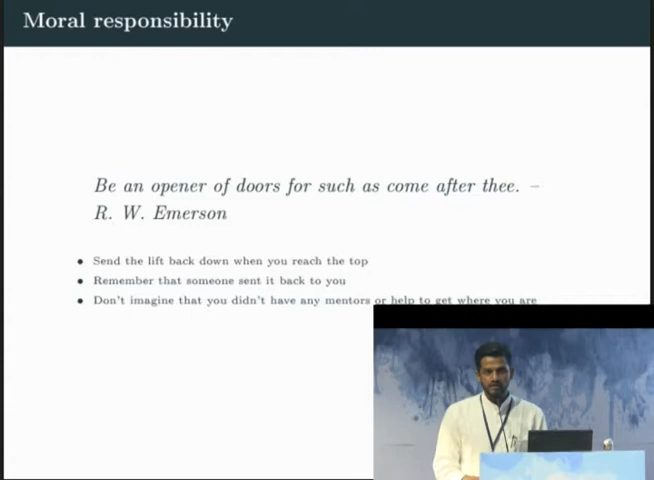 Moral responsibility
Be an opener of doors for such as come after thee. –
R. W. Emerson
• Send the lift back down when you reach the top
• Remember that someone sent it back to you
• Don't imagine that you didn't have any mentors or help to get where you are